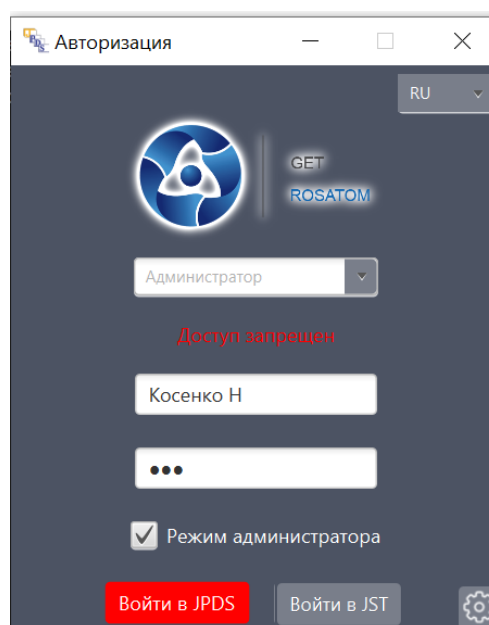 Авторизация
RU
GET
ROSATOM
Администратор
Доступ запрещен
Косенко Н
Режим администратора
Войти в JPDS
Войти в JST